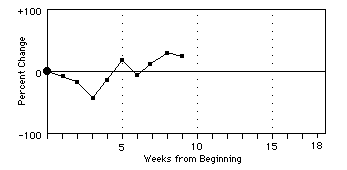 +100
Percent Change
0
-100
5 10 15 18
Weeks from Beginning